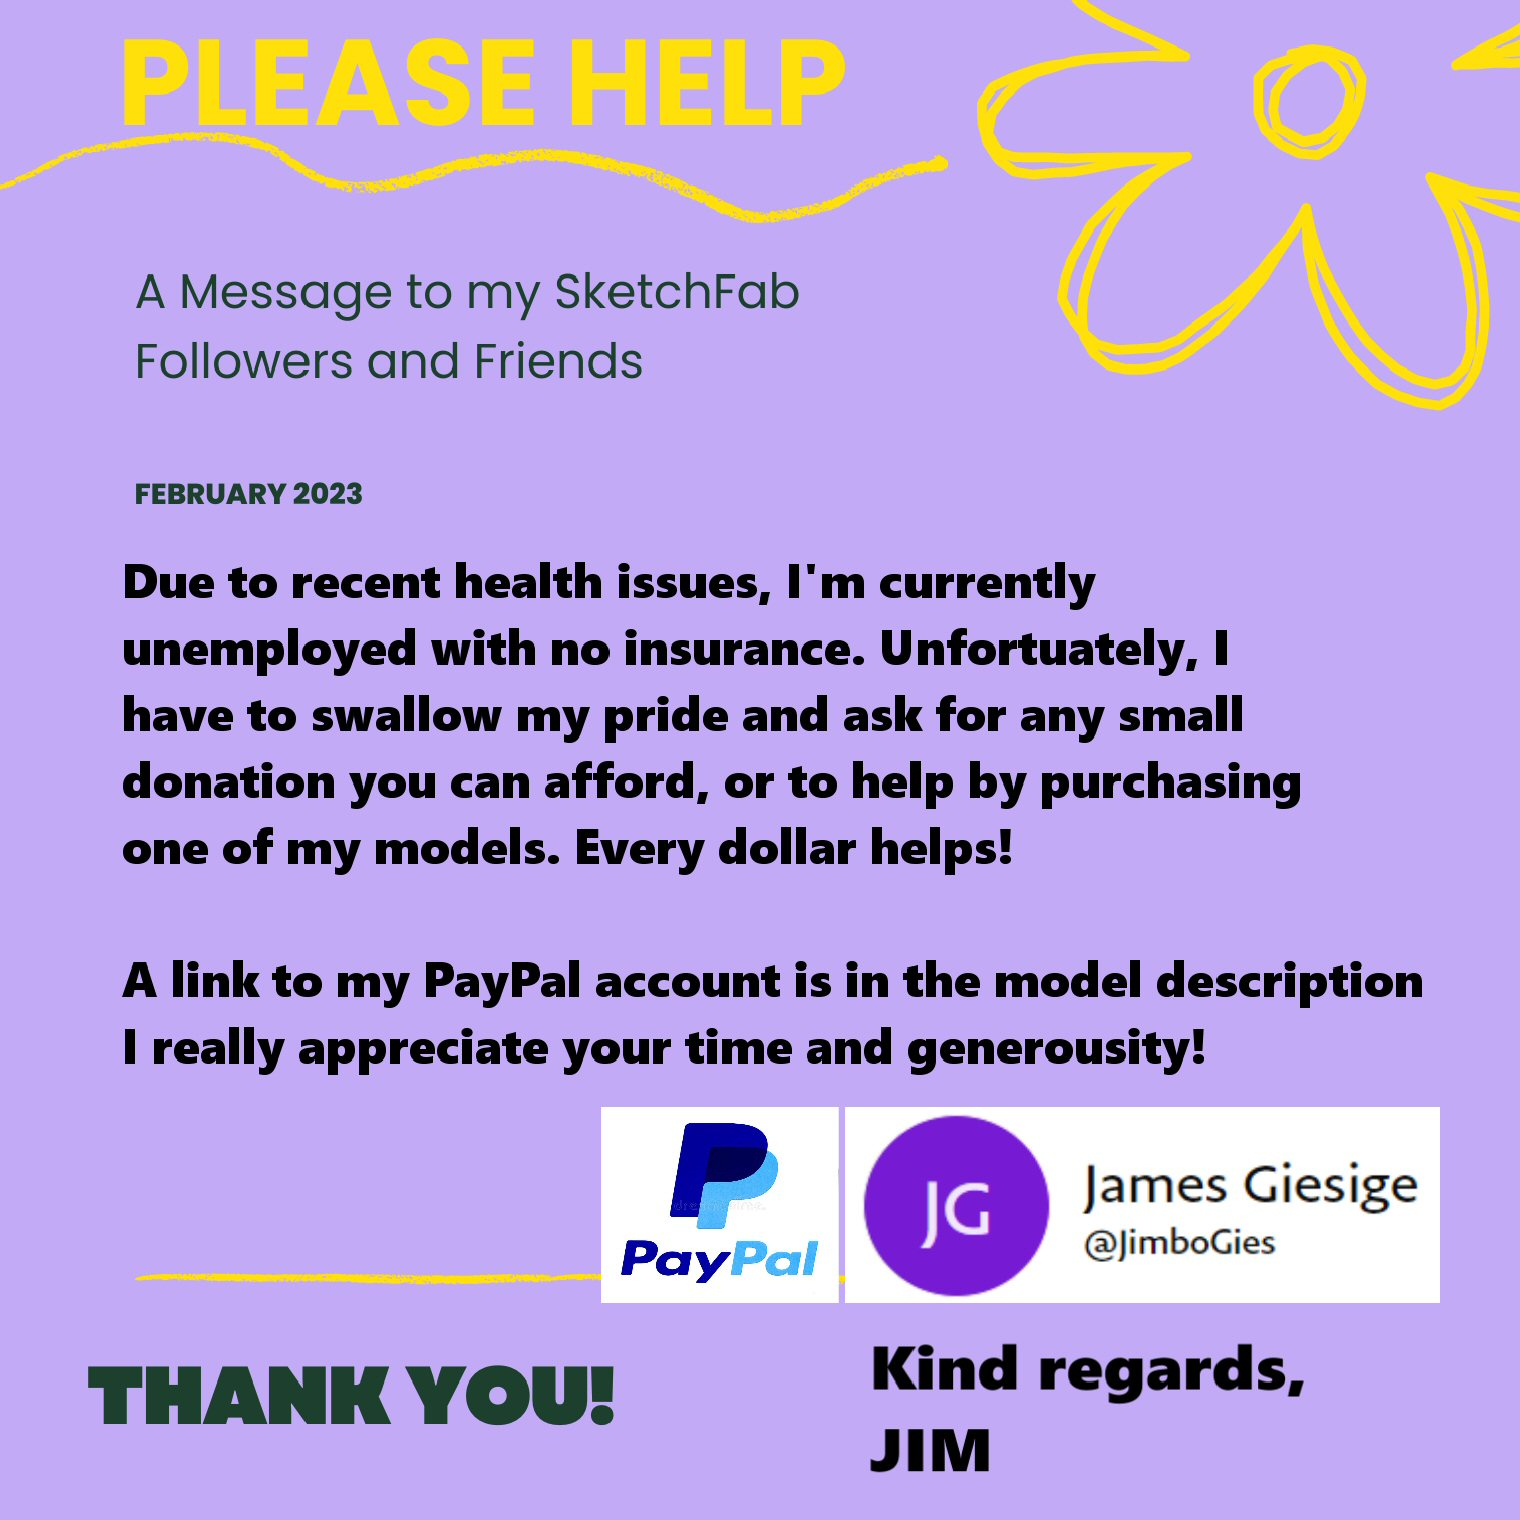 PLEASE HELP
A Message to my SketchFab
Followers and Friends
FEBRUARY 2023
Due to recent health issues, I'm currently
unemployed with no insurance. Unfortuately, I
have to swallow my pride and ask for any small
donation you can afford, or to help by purchasing
one of my models. Every dollar helps!
A link to my PayPal account is in the model description
I really appreciate your time and generousity!
PayPal
JG
James Giesige
@JimboGies
THANK YOU!
Kind regards,
JIM